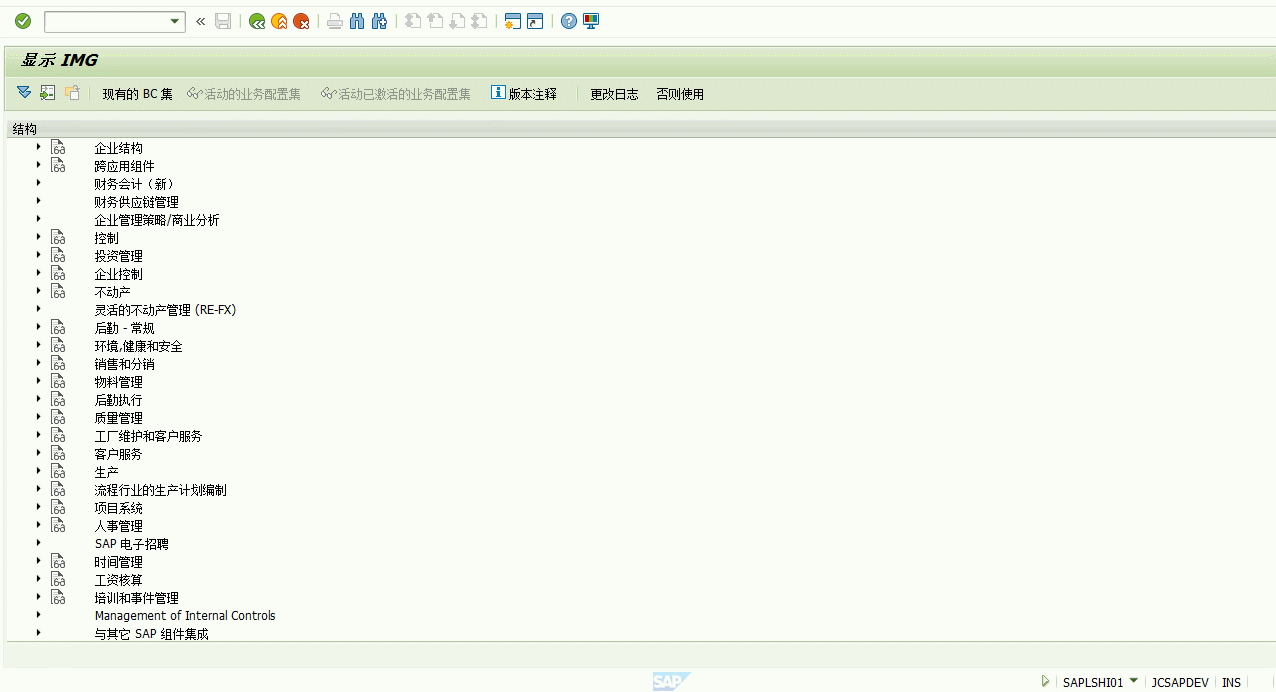 显示 IMG
现有的 BC 集 活动的业务配置集 活动已激活的业务配置集 版本注释 更改日志 否则使用
结构
企业结构
跨应用组件
财务会计（新）
财务供应链管理
企业管理策略/商业分析
控制
投资管理
企业控制
不动产
灵活的不动产管理 (RE-FX)
后勤 - 常规
环境,健康和安全
销售和分销
物料管理
后勤执行
质量管理
工厂维护和客户服务
客户服务
生产
流程行业的生产计划编制
项目系统
人事管理
SAP 电子招聘
时间管理
工资核算
培训和事件管理
Management of Internal Controls
与其它 SAP 组件集成
SAP SAPLSHI01 JCSAPDEV INS